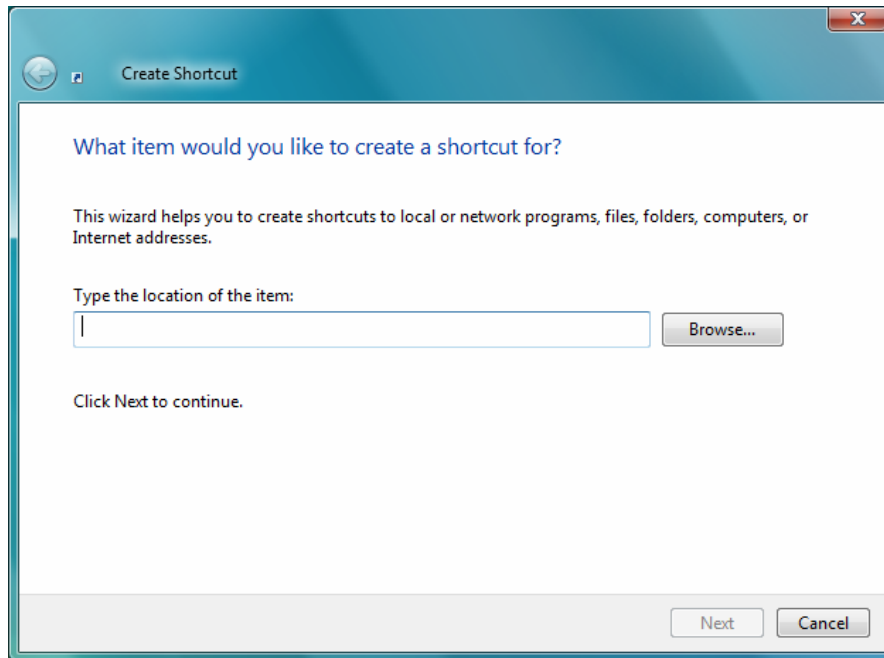 Create Shortcut
What item would you like to create a shortcut for?
This wizard helps you to create shortcuts to local or network programs, files, folders, computers, or
Internet addresses.
Type the location of the item:
Browse...
Click Next to continue.
Next
Cancel